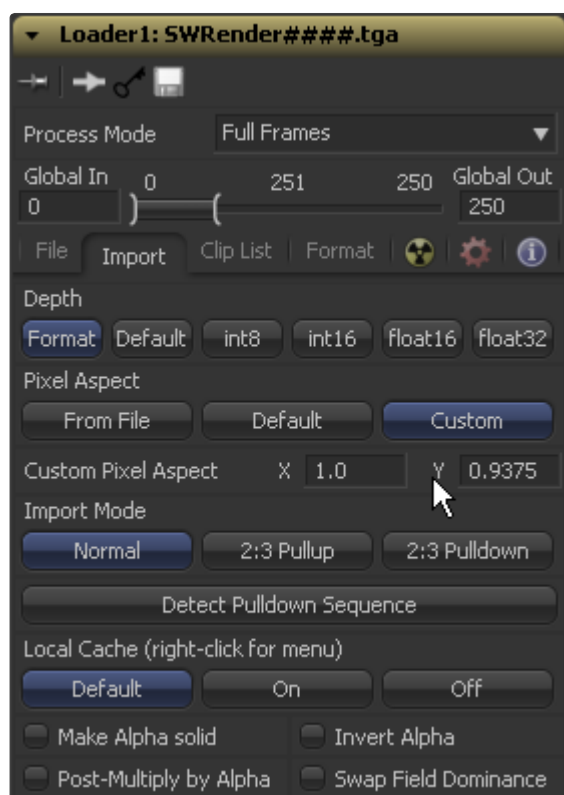 Loader1: SWRender####.tga
Process Mode Full Frames
Global In 0 251 250 Global Out
0 250
File Import Clip List Format
Depth
Format Default int8 int16 float16 float32
Pixel Aspect
From File Default Custom
Custom Pixel Aspect X 1.0 Y 0.9375
Import Mode
Normal 2:3 Pullup 2:3 Pulldown
Detect Pulldown Sequence
Local Cache (right-click for menu)
Default On Off
Make Alpha solid Invert Alpha
Post-Multiply by Alpha Swap Field Dominance